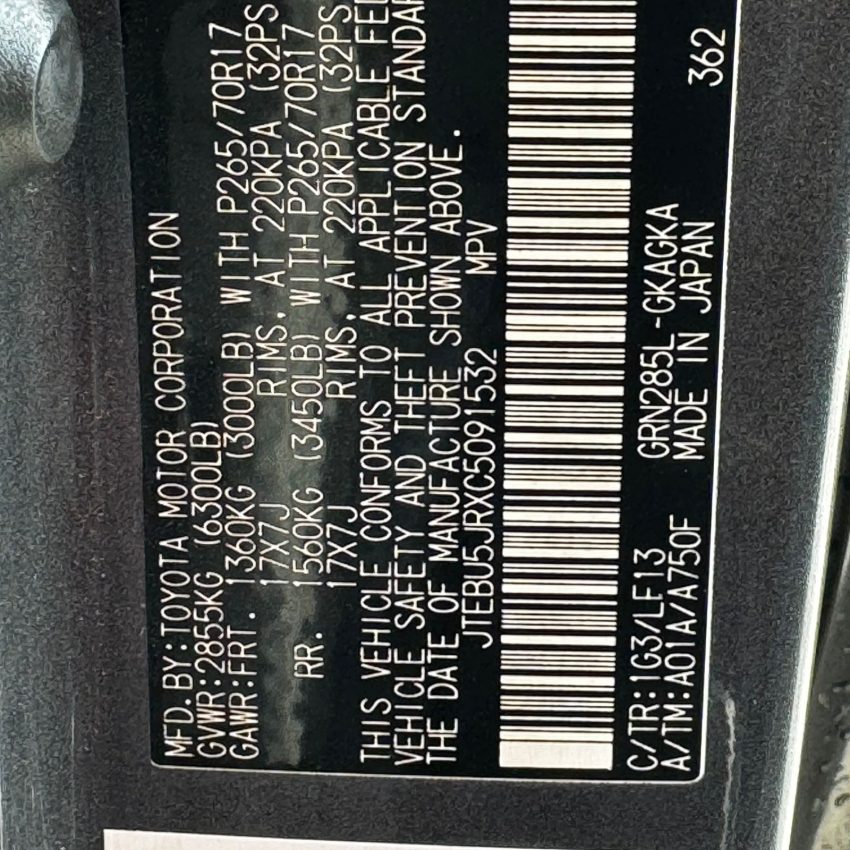 MFD.BY:TOYOTA MOTOR CORPORATION
GVWR:2855KG (6300LB)
GAWR:FRT. 1360KG (3000LB) WITH P265/70R17
17X7J RIMS, AT 220KPA (32PS
RR. 1560KG (3450LB) WITH P265/70R17
17X7J RIMS, AT 220KPA (32PS
THIS VEHICLE CONFORMS TO ALL APPLICABLE FED
VEHICLE SAFETY AND THEFT PREVENTION STANDAR
THE DATE OF MANUFACTURE SHOWN ABOVE.
JTEBU5JRXC5091532 MPV
362
C/TR:1G3/LF13 GRN285L-GKAGKA
A/TM:A01A/A750F MADE IN JAPAN